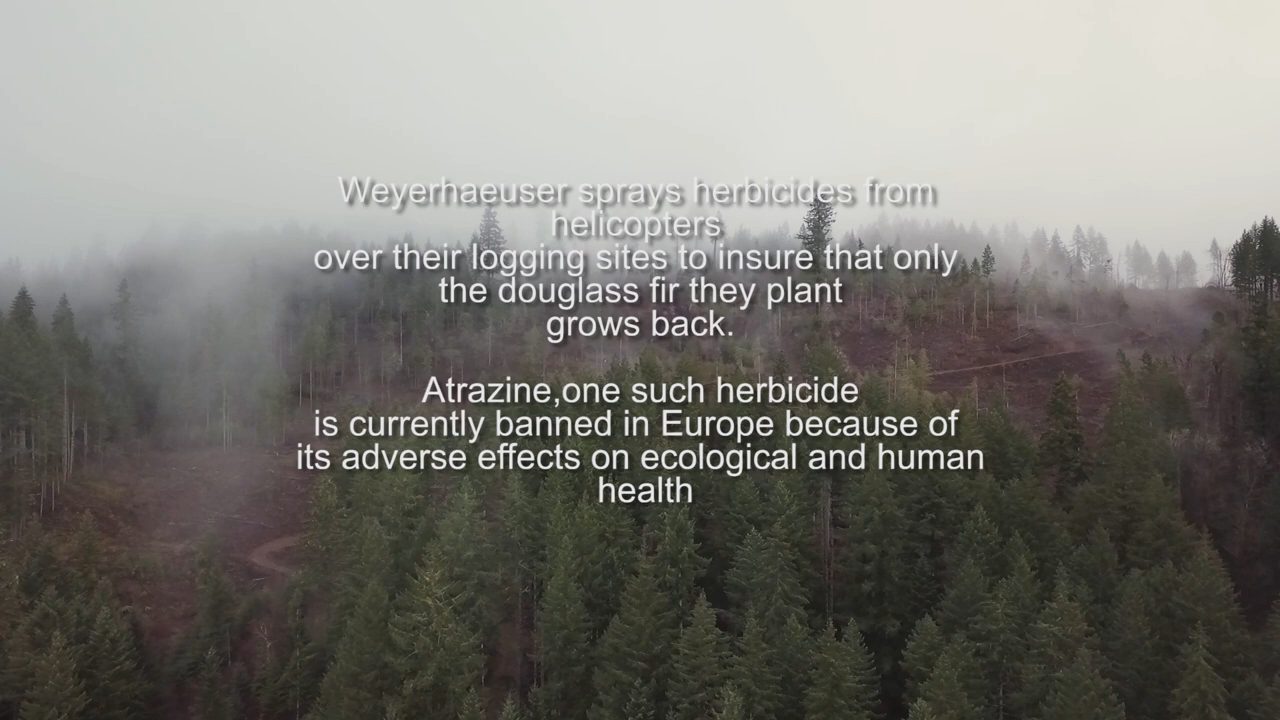 Weyerhaeuser sprays herbicides from
helicopters
over their logging sites to insure that only
the douglass fir they plant
grows back.
Atrazine,one such herbicide
is currently banned in Europe because of
its adverse effects on ecological and human
health